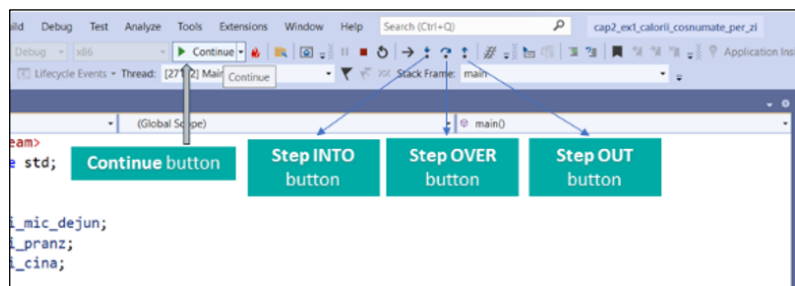 ild Debug Test Analyze Tools Extensions Window Help Search (Ctrl+Q) cap2_ex1_calorii_cosnumate_per_zi
Debug x86 Continue Application Ins
Lifecycle Events Thread: Main Continue Stack Frame: main
(Global Scope) main()
eam>
e std;
Continue button
Step INTO
button
Step OVER
button
Step OUT
button
i_mic_dejun;
i_pranz;
i_cina;